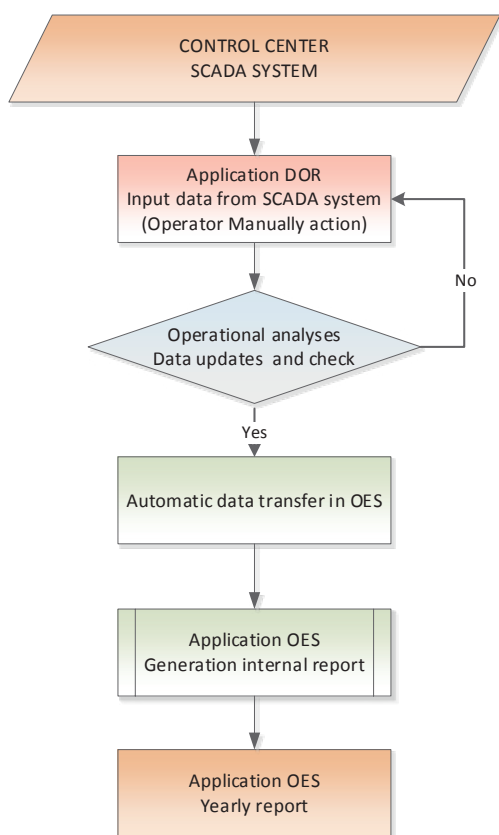 CONTROL CENTER
SCADA SYSTEM
Application DOR
Input data from SCADA system
(Operator Manually action)
No
Operational analyses
Data updates and check
Yes
Automatic data transfer in OES
Application OES
Generation internal report
Application OES
Yearly report